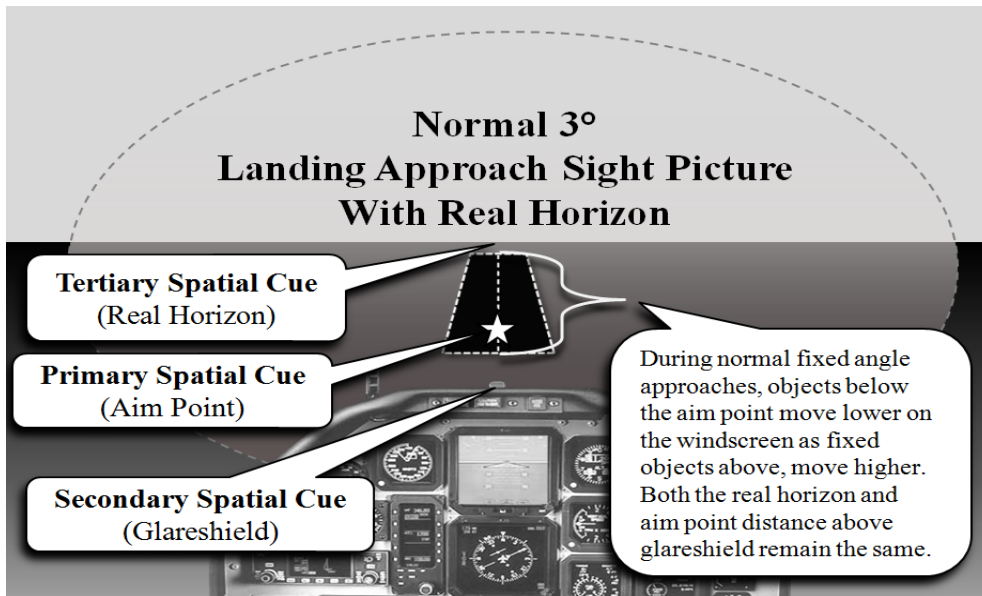 Normal 3°
Landing Approach Sight Picture
With Real Horizon
Tertiary Spatial Cue
(Real Horizon)
Primary Spatial Cue
(Aim Point)
Secondary Spatial Cue
(Glareshield)
During normal fixed angle
approaches, objects below
the aim point move lower on
the windscreen as fixed
objects above, move higher.
Both the real horizon and
aim point distance above
glareshield remain the same.